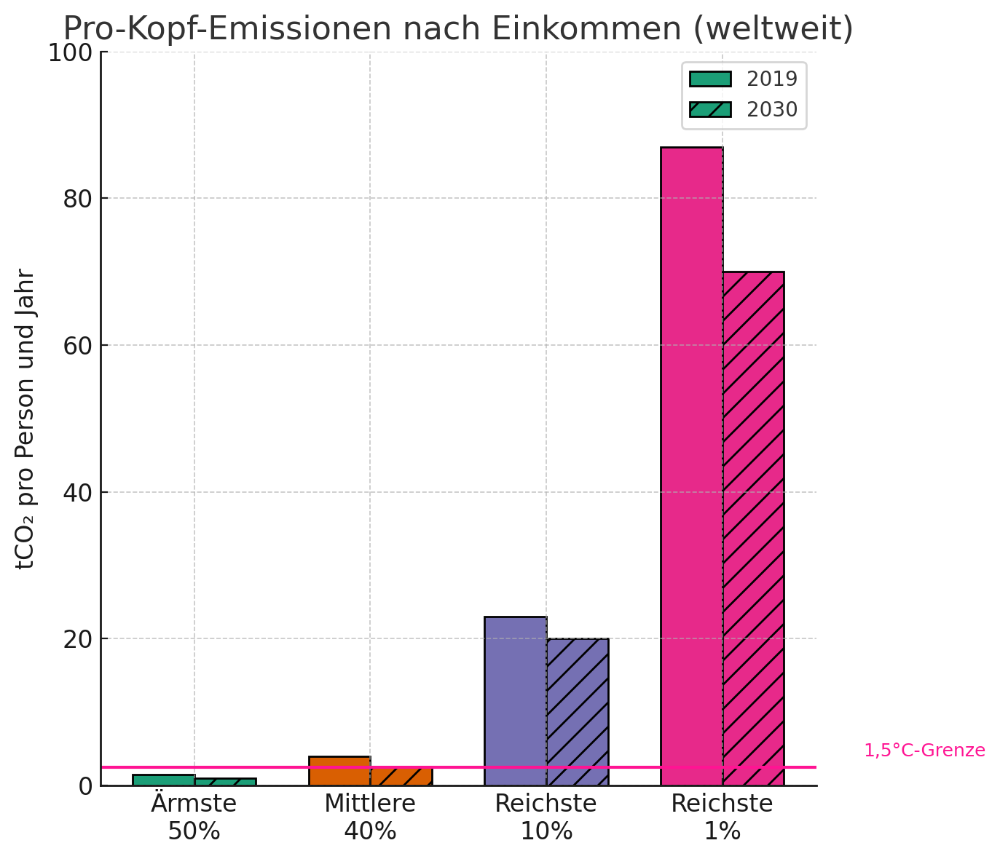 Pro-Kopf-Emissionen nach Einkommen (weltweit)
100
80
60
40
20
0
tCO₂ pro Person und Jahr
2019
2030
1,5°C-Grenze
Ärmste
50%
Mittlere
40%
Reichste
10%
Reichste
1%